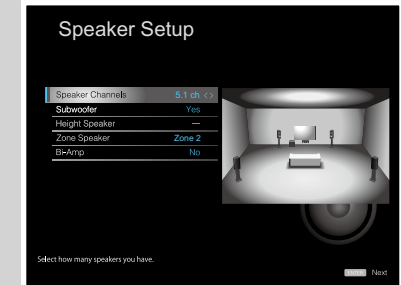 Speaker Setup
Speaker Channels 5.1 ch < >
Subwoofer Yes
Height Speaker ---
Zone Speaker Zone 2
Bi-Amp No
Select how many speakers you have.
ENTER Next